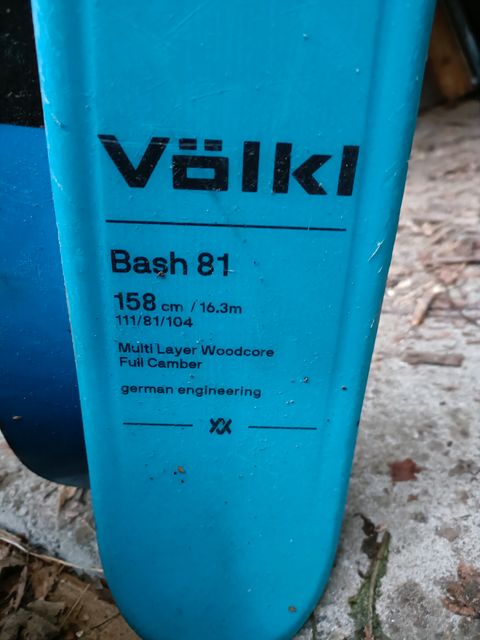 Völkl
Bash 81
158 cm / 16.3m
111/81/104
Multi Layer Woodcore
Full Camber
german engineering